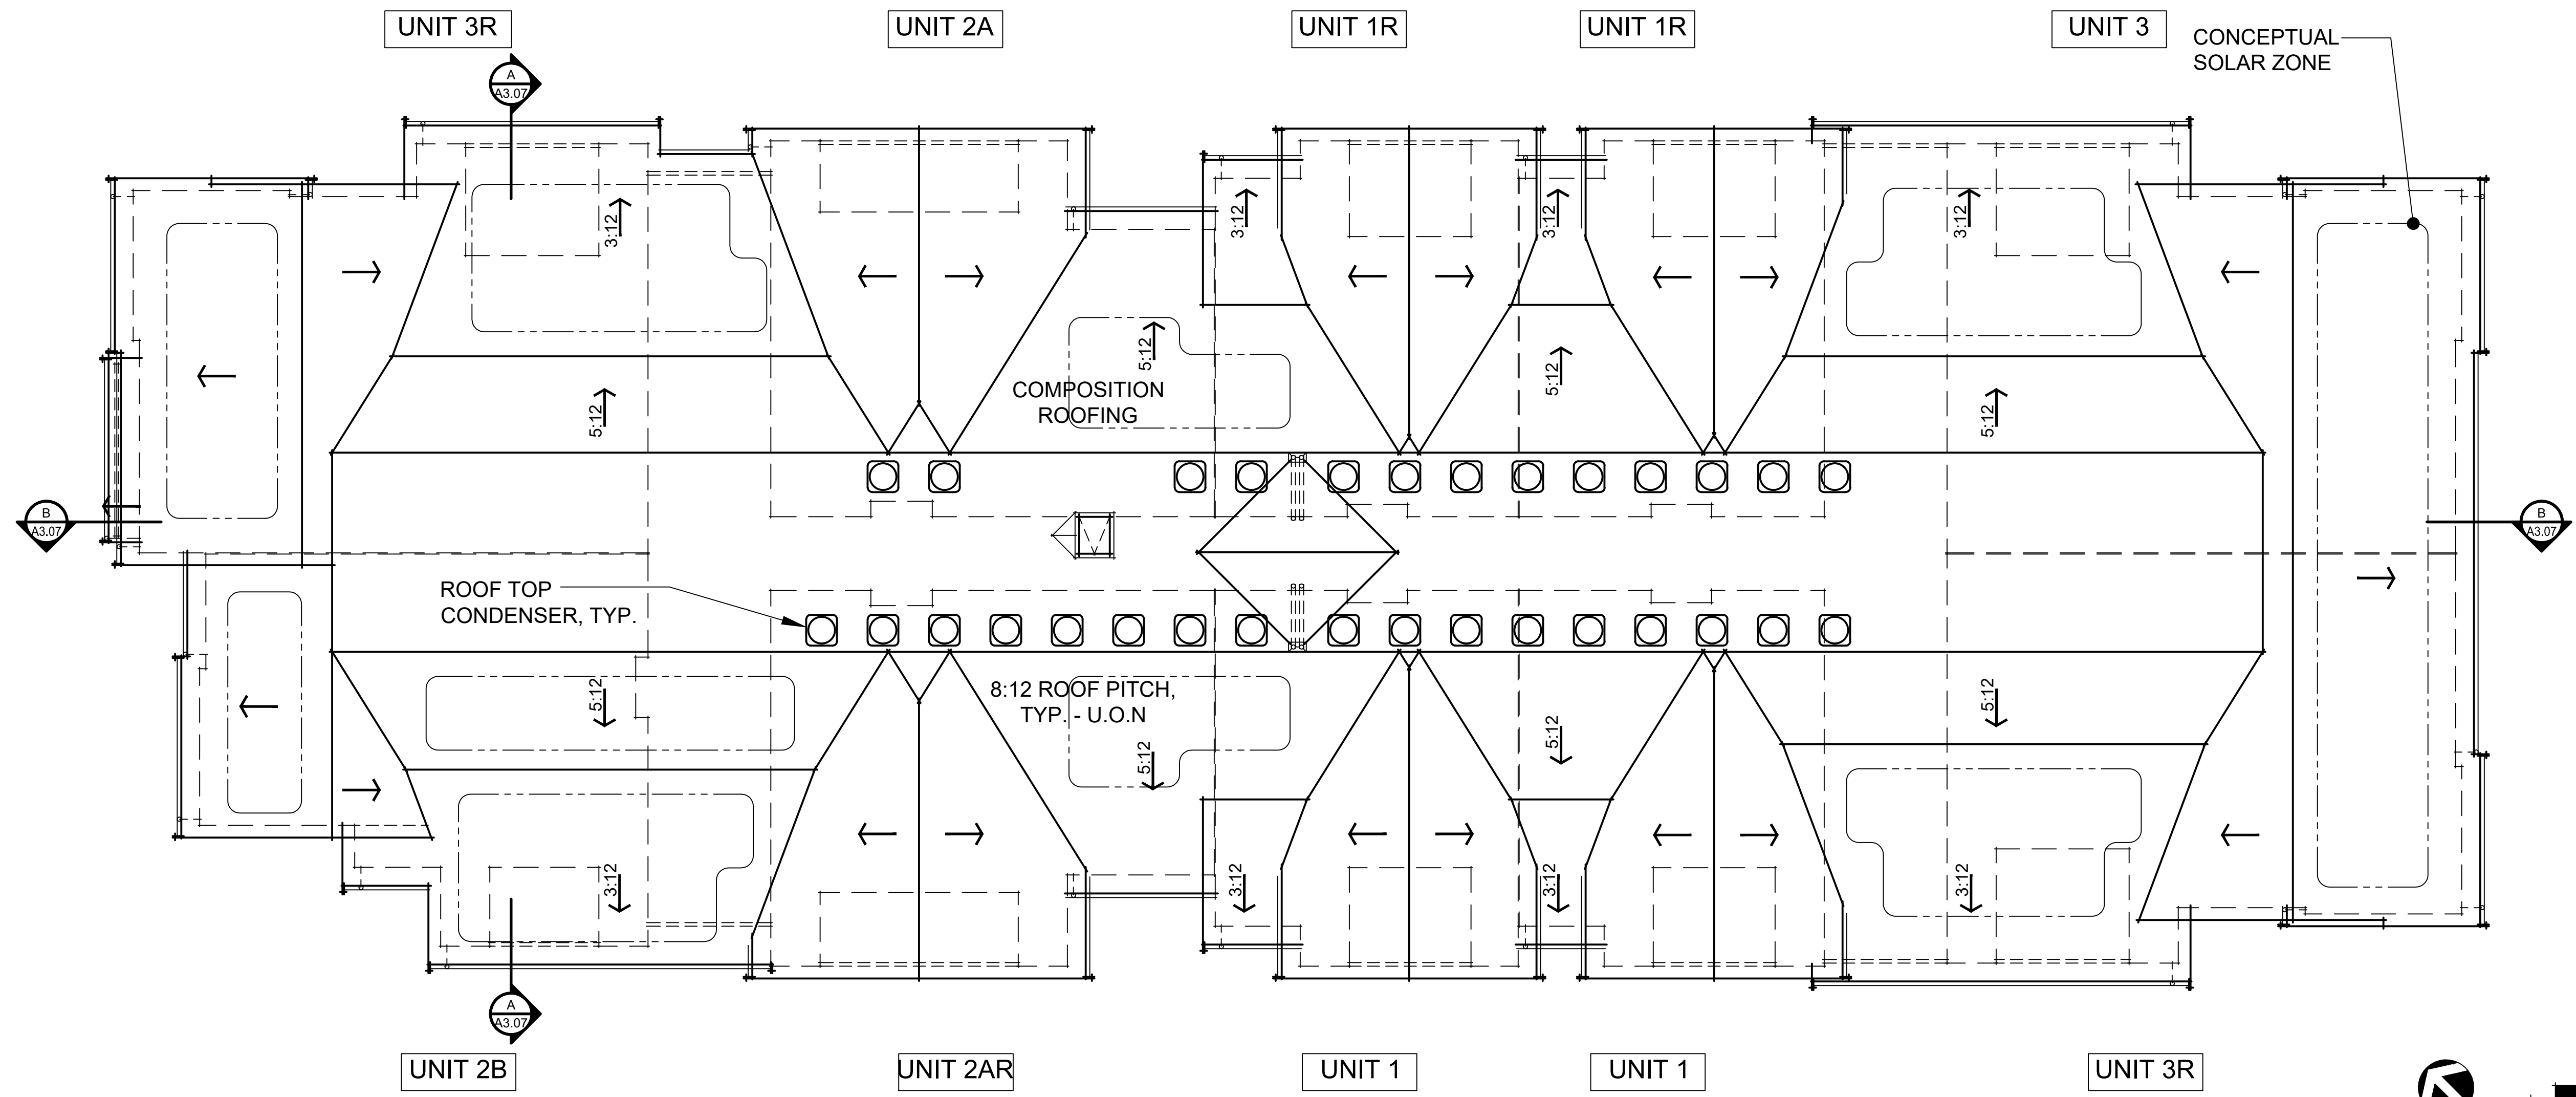 UNIT 3R
UNIT 2A
UNIT 1R
UNIT 1R
UNIT 3
CONCEPTUAL
SOLAR ZONE
A
A3.07
3:12
3:12
3:12
3:12
5:12
5:12
5:12
5:12
COMPOSITION
ROOFING
B
A3.07
B
A3.07
ROOF TOP
CONDENSER, TYP.
8:12 ROOF PITCH,
TYP. - U.O.N
5:12
5:12
5:12
5:12
3:12
3:12
3:12
3:12
A
A3.07
UNIT 2B
UNIT 2AR
UNIT 1
UNIT 1
UNIT 3R